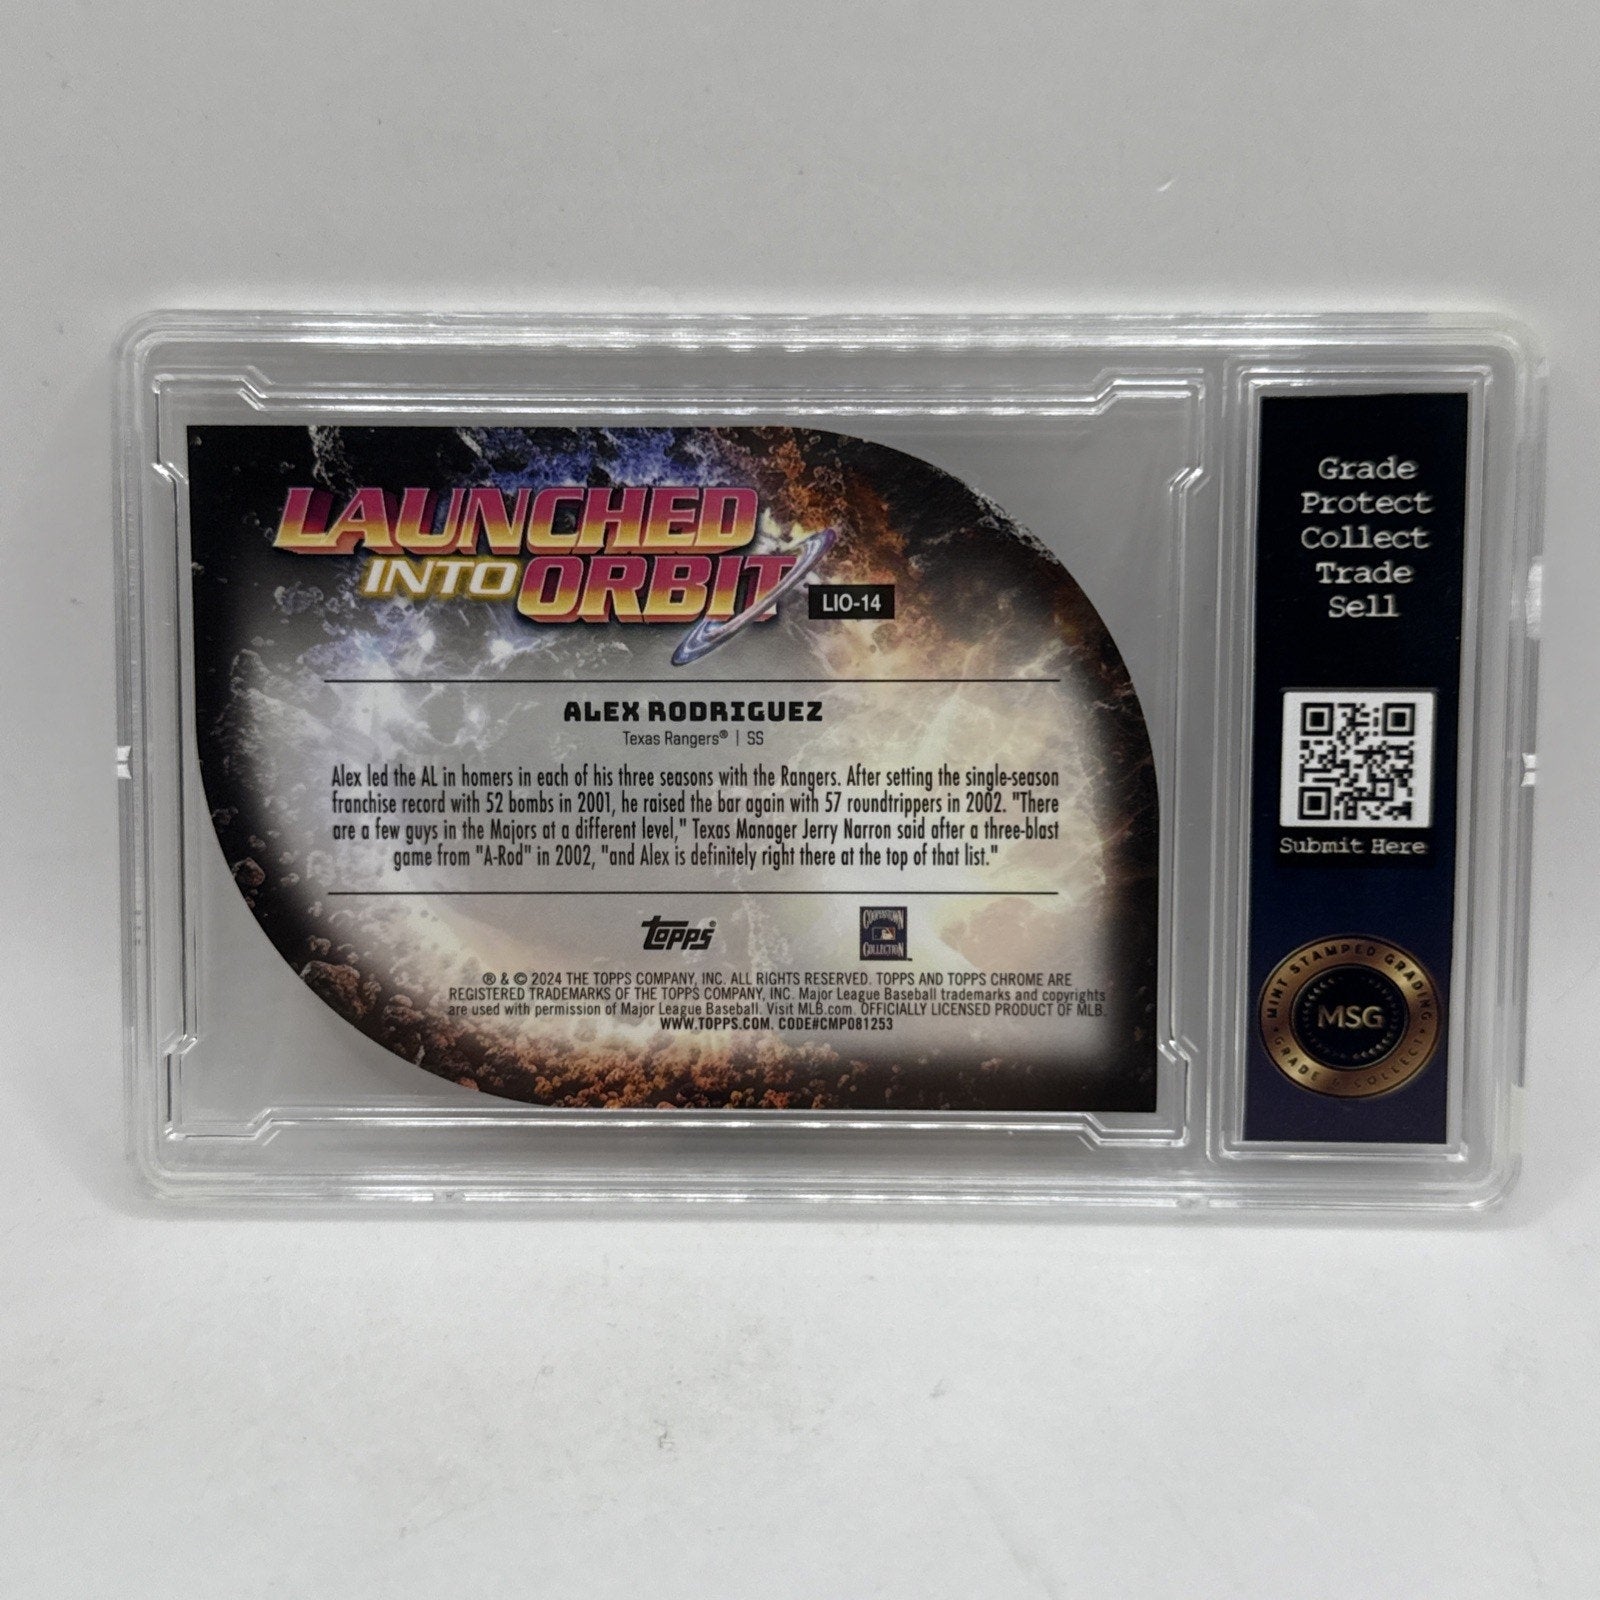 LAUNCHED
INTO ORBIT
LIO-14
ALEX RODRIGUEZ
Texas Rangers® | SS
Alex led the AL in homers in each of his three seasons with the Rangers. After setting the single-season
franchise record with 52 bombs in 2001, he raised the bar again with 57 roundtrippers in 2002. "There
are a few guys in the Majors at a different level," Texas Manager Jerry Narron said after a three-blast
game from "A-Rod" in 2002, "and Alex is definitely right there at the top of that list."
topps®
COOPERSTOWN
COLLECTION
® & © 2024 THE TOPPS COMPANY, INC. ALL RIGHTS RESERVED. TOPPS AND TOPPS CHROME ARE
REGISTERED TRADEMARKS OF THE TOPPS COMPANY, INC. Major League Baseball trademarks and copyrights
are used with permission of Major League Baseball. Visit MLB.com. OFFICIALLY LICENSED PRODUCT OF MLB.
WWW.TOPPS.COM. CODE#CMP081253
Grade
Protect
Collect
Trade
Sell
Submit Here
MINT STAMPED GRADING
MSG
GRADE & COLLECT